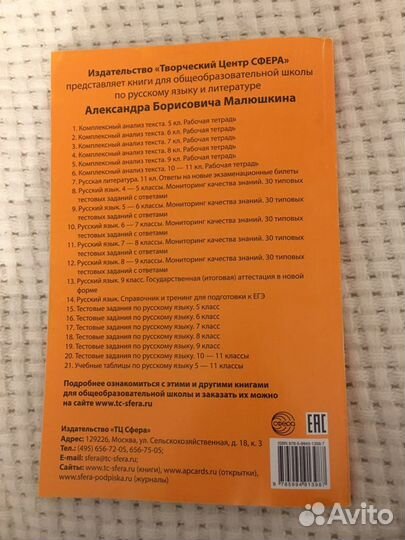 Издательство «Творческий Центр СФЕРА»
представляет книги для общеобразовательной школы
по русскому языку и литературе
Александра Борисовича Малюшкина
1. Комплексный анализ текста. 5 кл. Рабочая тетрадь
2. Комплексный анализ текста. 6 кл. Рабочая тетрадь
3. Комплексный анализ текста. 7 кл. Рабочая тетрадь
4. Комплексный анализ текста. 8 кл. Рабочая тетрадь
5. Комплексный анализ текста. 9 кл. Рабочая тетрадь
6. Комплексный анализ текста. 10 — 11 кл. Рабочая тетрадь
7. Русская литература. 11 кл. Ответы на новые экзаменационные билеты
8. Русский язык. 4 — 5 классы. Мониторинг качества знаний. 30 типовых
тестовых заданий с ответами
9. Русский язык. 5 — 6 классы. Мониторинг качества знаний. 30 типовых
тестовых заданий с ответами
10. Русский язык. 6 — 7 классы. Мониторинг качества знаний. 30 типовых
тестовых заданий с ответами
11. Русский язык. 7 — 8 классы. Мониторинг качества знаний. 30 типовых
тестовых заданий с ответами
12. Русский язык. 8 — 9 классы. Мониторинг качества знаний. 30 типовых
тестовых заданий с ответами
13. Русский язык. 9 класс. Государственная (итоговая) аттестация в новой
форме
14. Русский язык. Справочник и тренинг для подготовки к ЕГЭ
15. Тестовые задания по русскому языку. 5 класс
16. Тестовые задания по русскому языку. 6 класс
17. Тестовые задания по русскому языку. 7 класс
18. Тестовые задания по русскому языку. 8 класс
19. Тестовые задания по русскому языку. 9 класс
20. Тестовые задания по русскому языку. 10 — 11 классы
21. Учебные таблицы по русскому языку 5 — 11 классы
Подробнее ознакомиться с этими и другими книгами
для общеобразовательной школы и заказать их можно
на сайте www.tc-sfera.ru
Издательство «ТЦ Сфера»
Адрес: 129226, Москва, ул. Сельскохозяйственная, д. 18, к. 3
Тел.: (495) 656-72-05, 656-75-05;
E-mail: sfera@tc-sfera.ru;
Сайты: www.tc-sfera.ru (книги), www.apcards.ru (открытки),
www.sfera-podpiska.ru (журналы)
сфера
EAC
ISBN 978-5-9949-1398-7
9 785994 913987
Avito